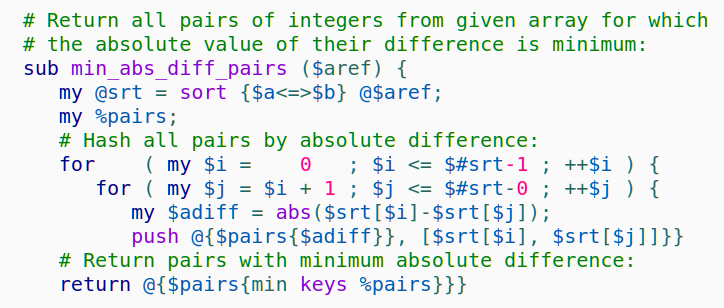 # Return all pairs of integers from given array for which
# the absolute value of their difference is minimum:
sub min_abs_diff_pairs ($aref) {
   my @srt = sort {$a<=>$b} @$aref;
   my %pairs;
   # Hash all pairs by absolute difference:
   for    ( my $i =    0   ; $i <= $#srt-1 ; ++$i ) {
      for ( my $j = $i + 1 ; $j <= $#srt-0 ; ++$j ) {
         my $adiff = abs($srt[$i]-$srt[$j]);
         push @{$pairs{$adiff}}, [$srt[$i], $srt[$j]]}}
   # Return pairs with minimum absolute difference:
   return @{$pairs{min keys %pairs}}}